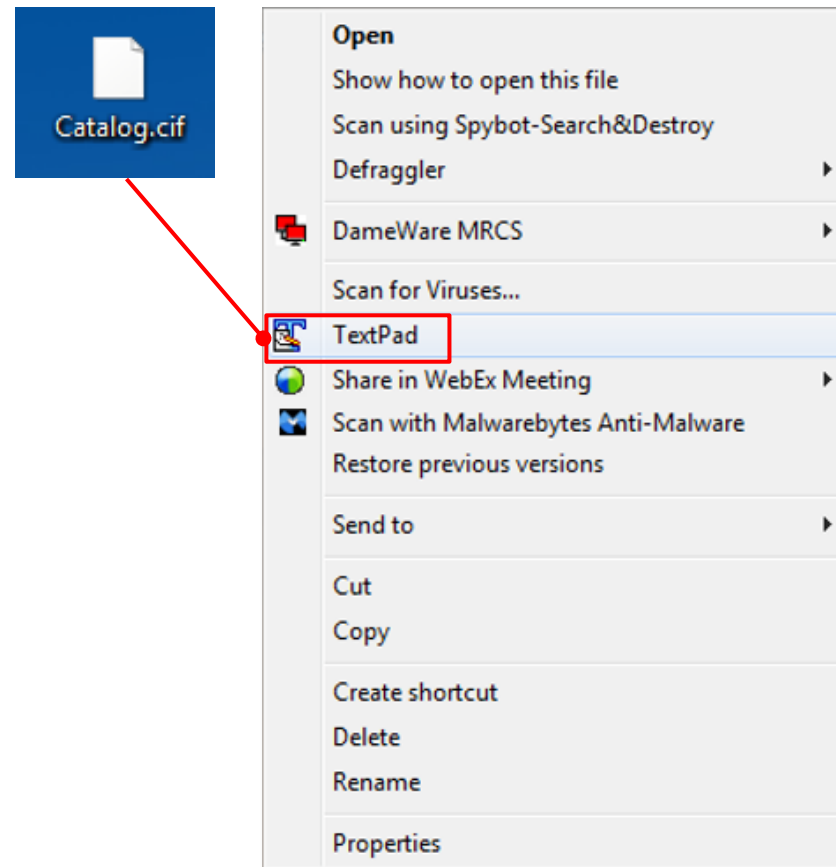 Catalog.cif
Open
Show how to open this file
Scan using Spybot-Search&Destroy
Defraggler
DameWare MRCS
Scan for Viruses...
TextPad
Share in WebEx Meeting
Scan with Malwarebytes Anti-Malware
Restore previous versions
Send to
Cut
Copy
Create shortcut
Delete
Rename
Properties